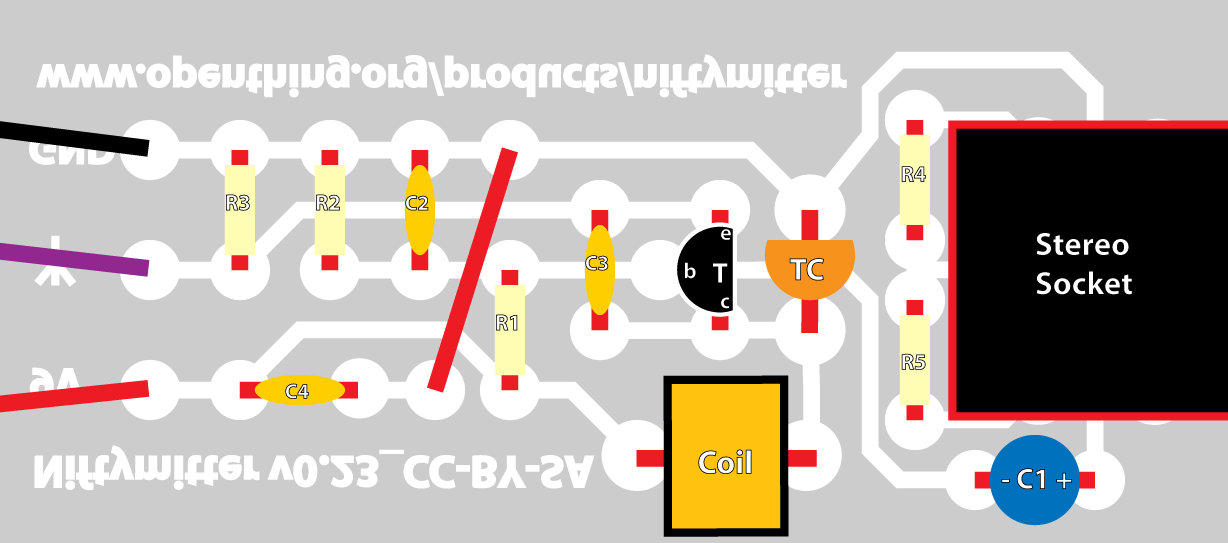 www.openthing.org/products/niftymitter
GND
R3
R2
C2
R4
e
C3
b
T
TC
Stereo
Socket
c
R1
R5
9V
C4
Niftymitter v0.23_CC-BY-SA
Coil
- C1 +